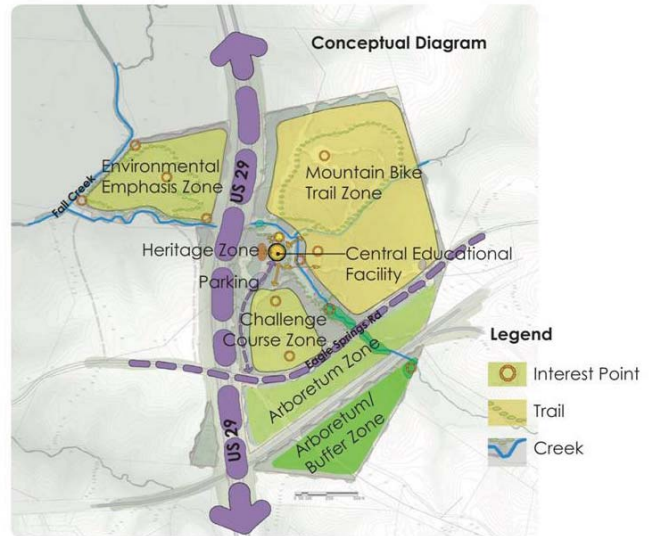 Conceptual Diagram
Environmental
Emphasis Zone
US 29
Mountain Bike
Trail Zone
Fall Creek
Heritage Zone
Central Educational
Facility
Parking
Challenge
Course Zone
Eagle Springs Rd
Arboretum Zone
Arboretum/
Buffer Zone
US 29
Legend
Interest Point
Trail
Creek